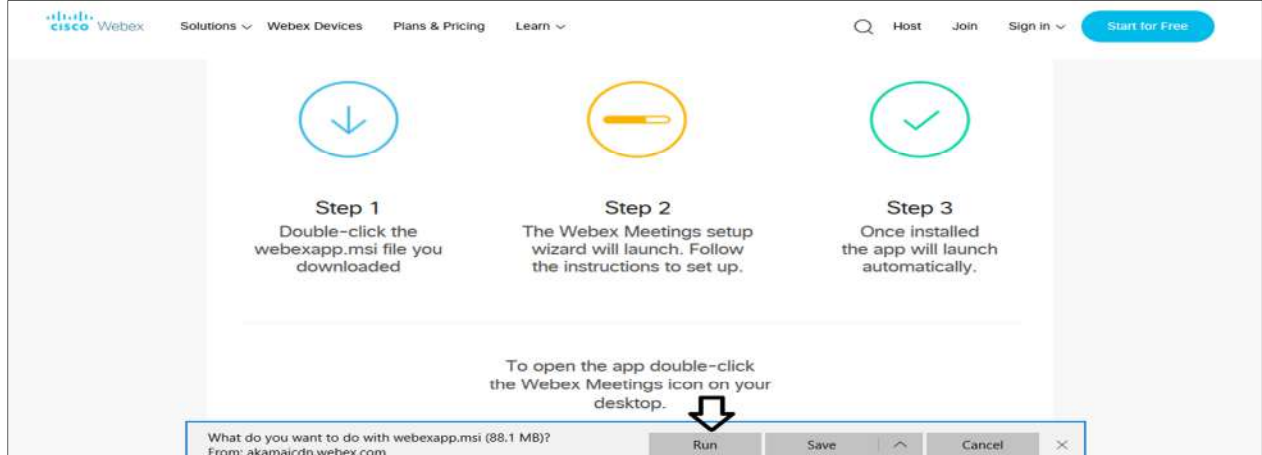 CISCO Webex Solutions Webex Devices Plans & Pricing Learn Host Join Sign in Start for Free
Step 1
Double-click the
webexapp.msi file you
downloaded
Step 2
The Webex Meetings setup
wizard will launch. Follow
the instructions to set up.
Step 3
Once installed
the app will launch
automatically.
To open the app double-click
the Webex Meetings icon on your
desktop.
What do you want to do with webexapp.msi (88.1 MB)?
From: akamaicdn.webex.com
Run Save Cancel